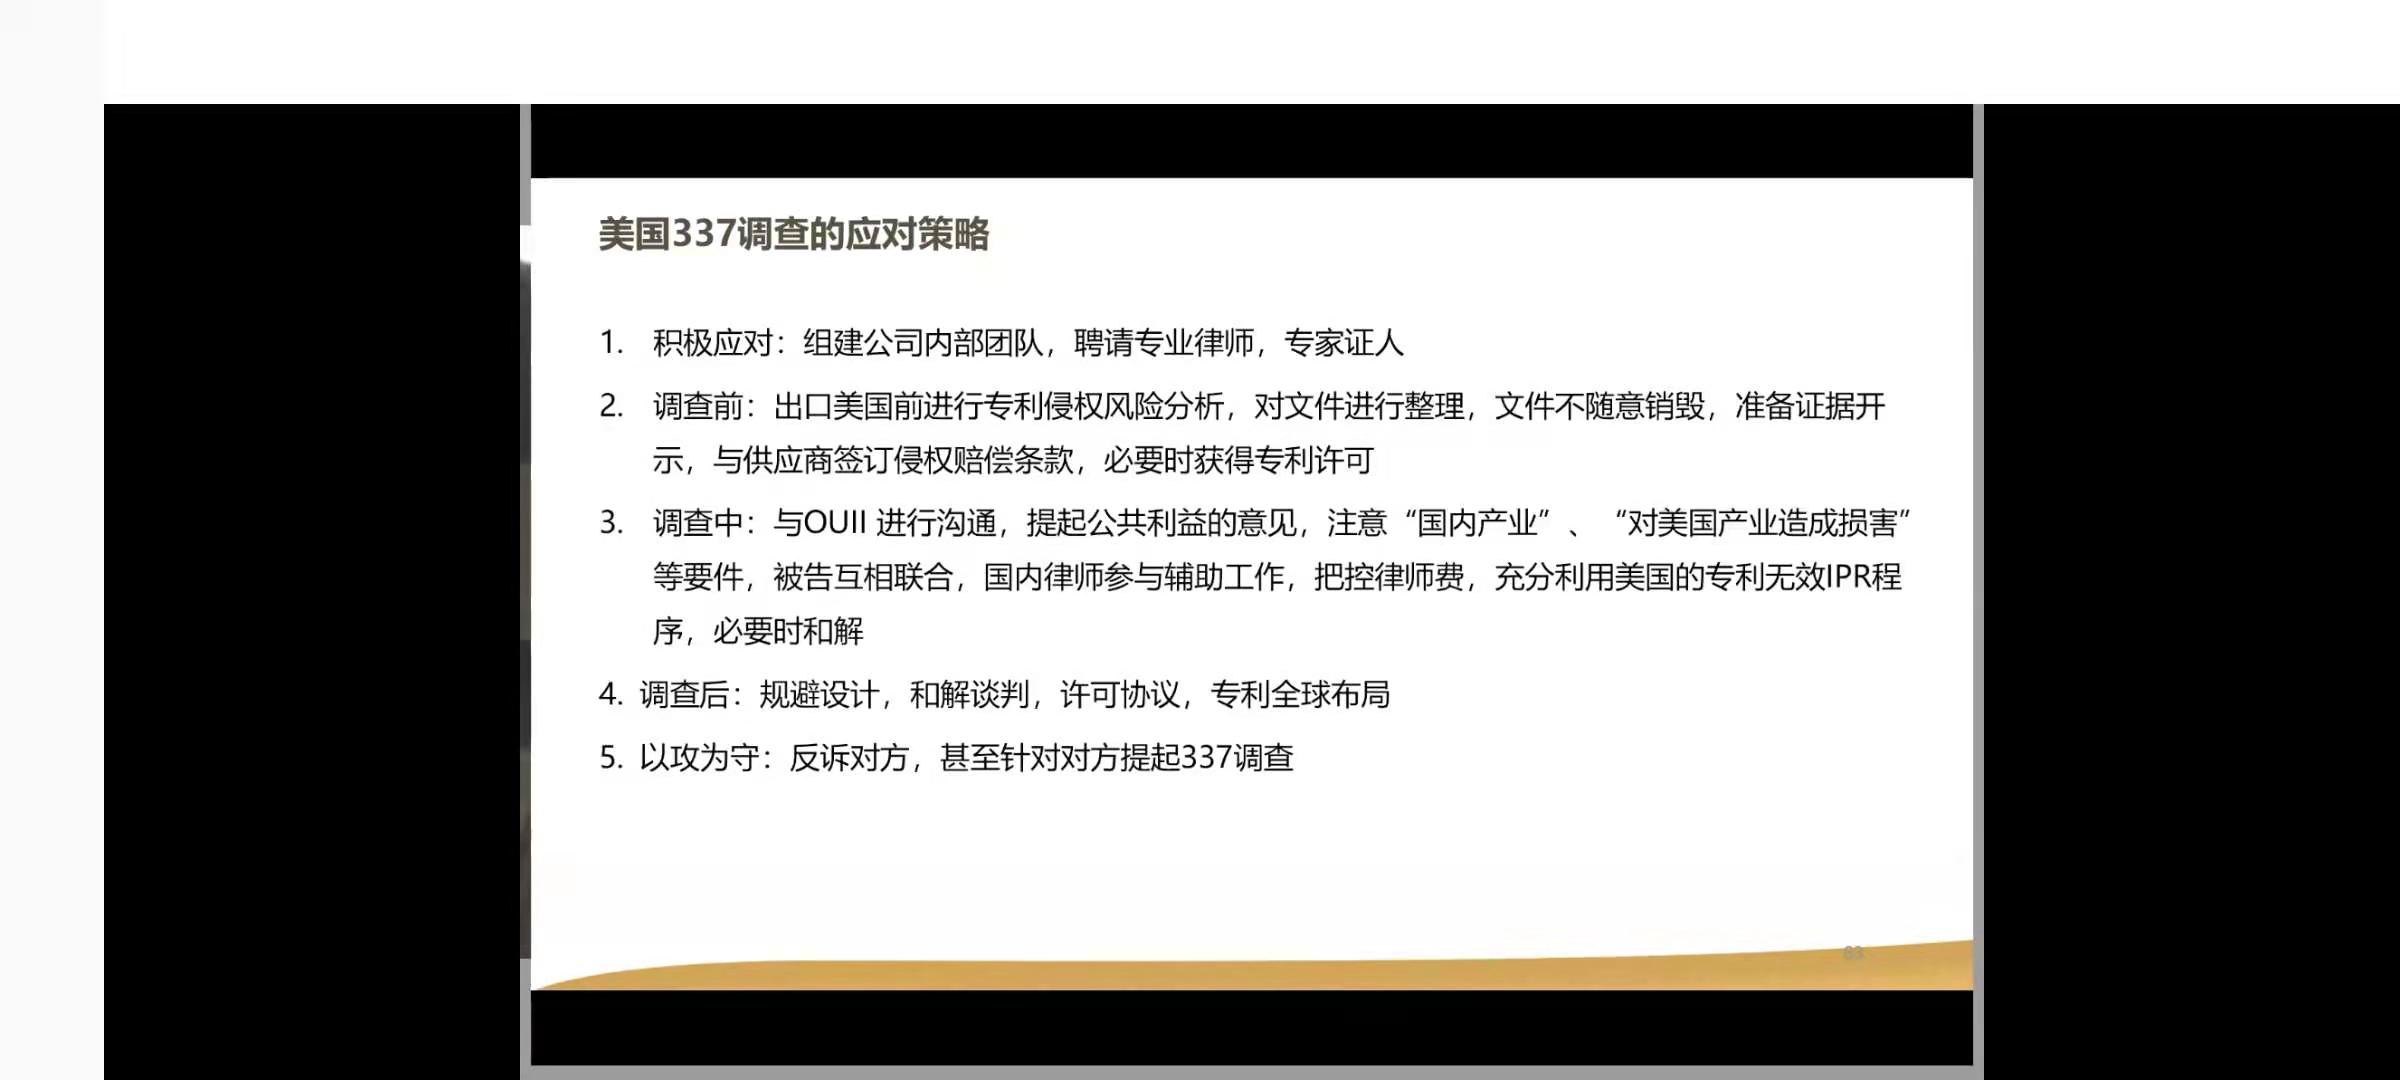 美国337调查的应对策略
1. 积极应对：组建公司内部团队，聘请专业律师，专家证人
2. 调查前：出口美国前进行专利侵权风险分析，对文件进行整理，文件不随意销毁，准备证据开
示，与供应商签订侵权赔偿条款，必要时获得专利许可
3. 调查中：与OUII 进行沟通，提起公共利益的意见，注意“国内产业”、“对美国产业造成损害”
等要件，被告互相联合，国内律师参与辅助工作，把控律师费，充分利用美国的专利无效IPR程
序，必要时和解
4. 调查后：规避设计，和解谈判，许可协议，专利全球布局
5. 以攻为守：反诉对方，甚至针对对方提起337调查